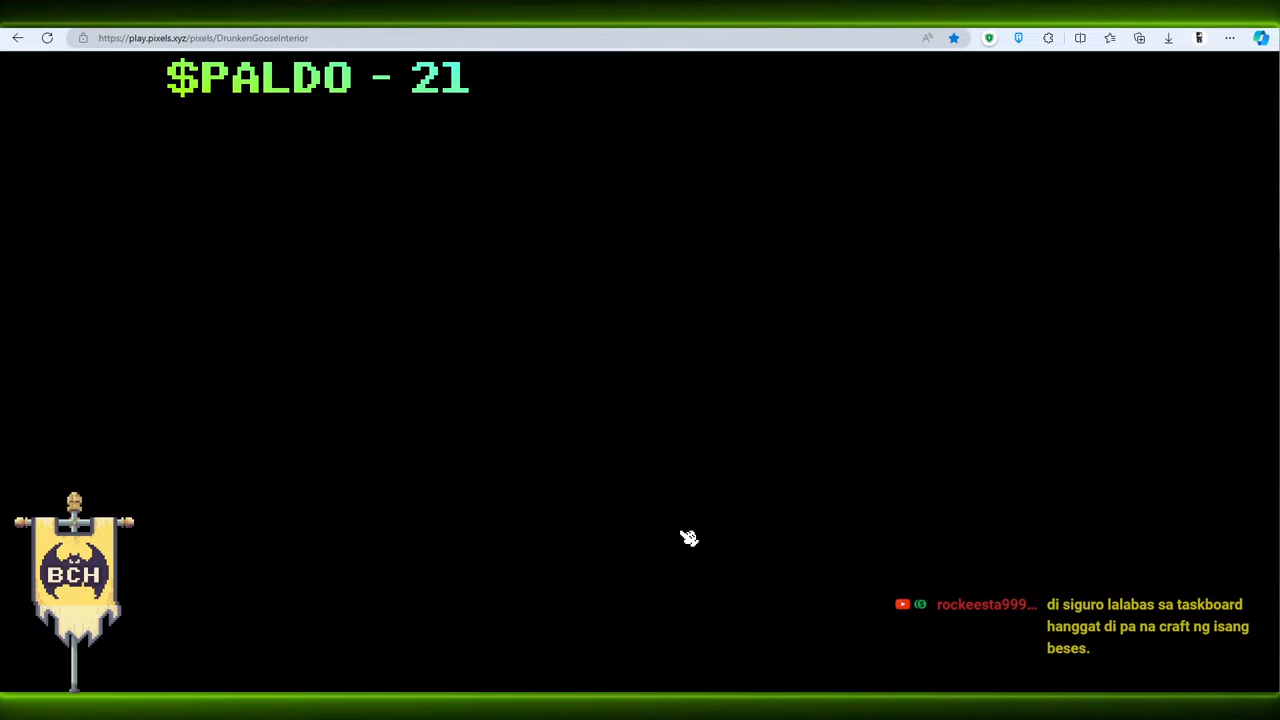 https://play.pixels.xyz/pixels/DrunkenGooseInterior
$PALDO - 21
BCH
rockeesta999… di siguro lalabas sa taskboard
hanggat di pa na craft ng isang
beses.